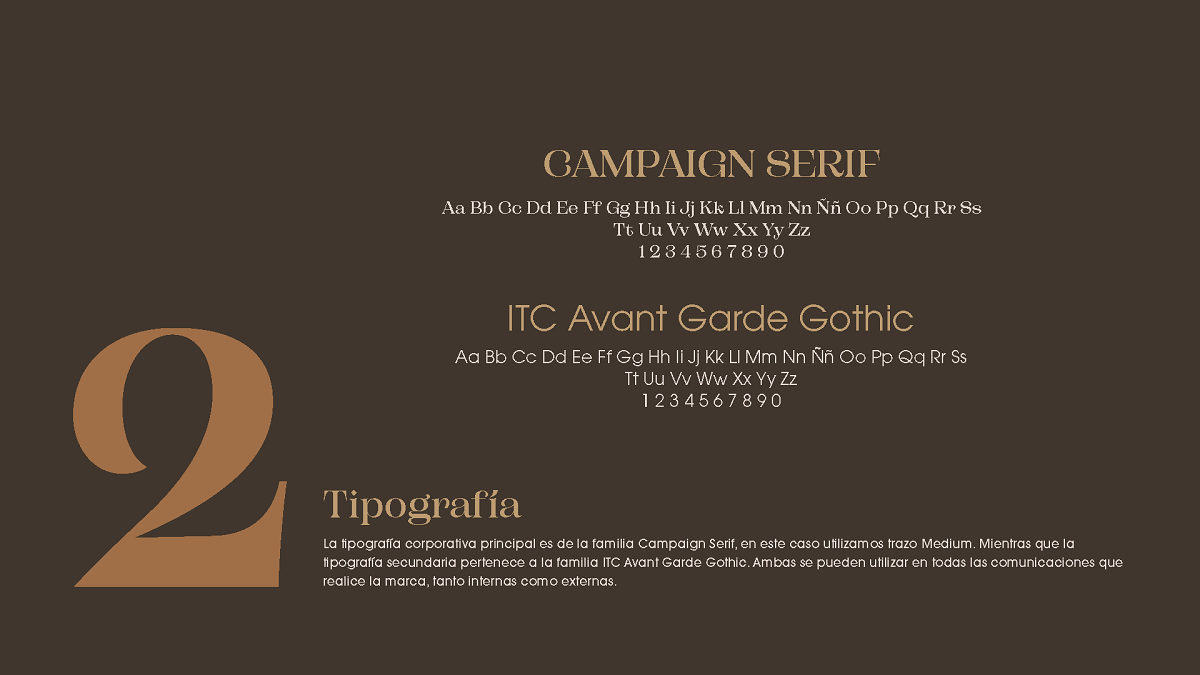 CAMPAIGN SERIF
Aa Bb Cc Dd Ee Ff Gg Hh Ii Jj Kk Ll Mm Nn Ññ Oo Pp Qq Rr Ss
Tt Uu Vv Ww Xx Yy Zz
1 2 3 4 5 6 7 8 9 0
ITC Avant Garde Gothic
Aa Bb Cc Dd Ee Ff Gg Hh Ii Jj Kk Ll Mm Nn Ññ Oo Pp Qq Rr Ss
Tt Uu Vv Ww Xx Yy Zz
1 2 3 4 5 6 7 8 9 0
2
Tipografía
La tipografía corporativa principal es de la familia Campaign Serif, en este caso utilizamos trazo Medium. Mientras que la
tipografía secundaria pertenece a la familia ITC Avant Garde Gothic. Ambas se pueden utilizar en todas las comunicaciones que
realice la marca, tanto internas como externas.